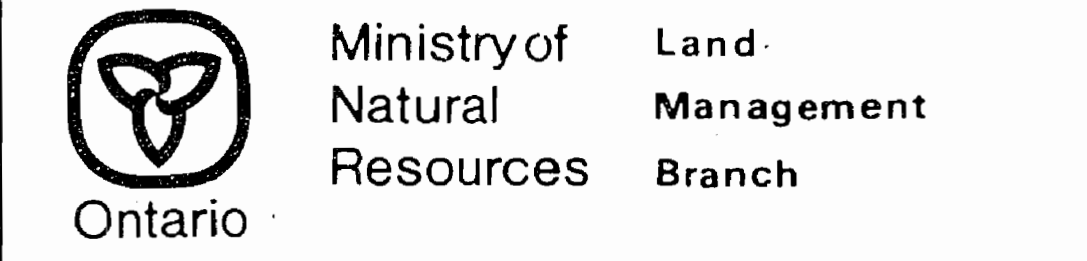 Ministry of
Natural
Resources
Land
Management
Branch
Ontario